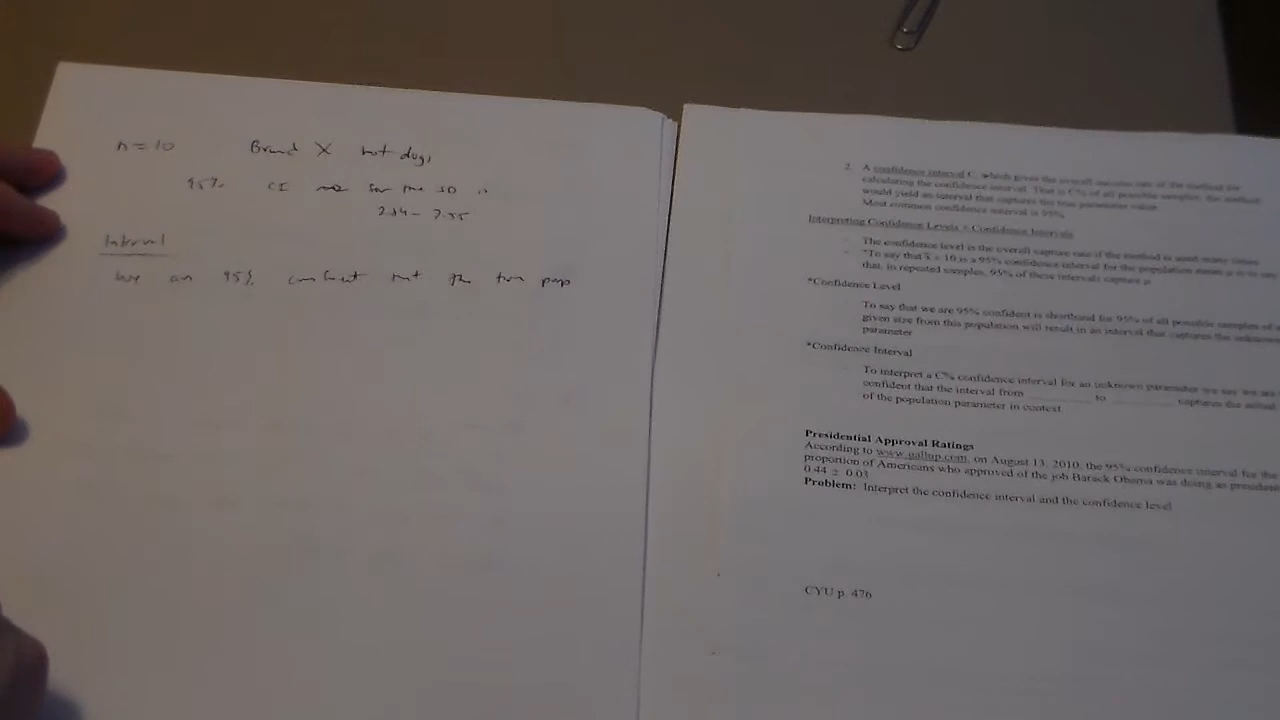 n = 10 Brand X hot dogs
95% CI for the SD is
2.84 - 7.55
Interval
We are 95% confident that the true pop
2. A confidence interval C, which gives the overall success rate of the method for
calculating the confidence interval. That is C% of all possible samples, the method
would yield an interval that captures the true parameter value.
Most common confidence interval is 95%
Interpreting Confidence Levels + Confidence Intervals
- The confidence level is the overall capture rate if the method is used many times
- "To say that x̄ ± 10 is a 95% confidence interval for the population mean μ is to say
that, in repeated samples, 95% of these intervals capture μ
*Confidence Level
To say that we are 95% confident is shorthand for 95% of all possible samples of a
given size from this population will result in an interval that captures the unknown
parameter
*Confidence Interval
To interpret a C% confidence interval for an unknown parameter we say we are
confident that the interval from ____ to ____ captures the actual
of the population parameter in context
Presidential Approval Ratings
According to www.gallup.com, on August 13, 2010, the 95% confidence interval for the
proportion of Americans who approved of the job Barack Obama was doing as president
0.44 ± 0.03
Problem: Interpret the confidence interval and the confidence level
CYU p. 476